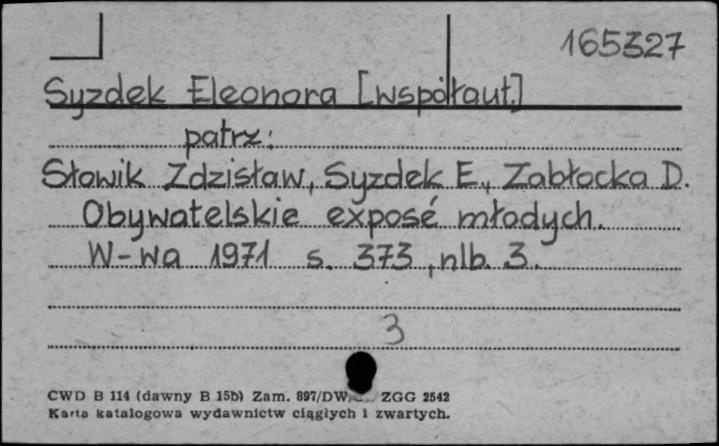 165327
Syzdek Eleonora [współaut.]
patrz:
Słowik Zdzisław, Syzdek E., Zabłocka D.
Obywatelskie exposé młodych.
W-wa 1971 s. 373, nlb. 3.
3
CWD B 114 (dawny B 15b) Zam. 897/DW/ ZGG 2542
Karta katalogowa wydawnictw ciągłych i zwartych.